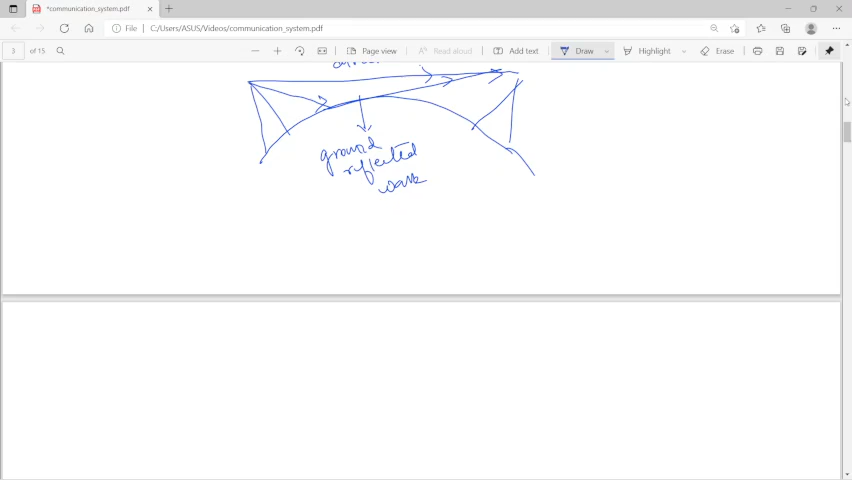 *communication_system.pdf
File | C:/Users/ASUS/Videos/communication_system.pdf
3 of 15 Page view Read aloud Add text Draw Highlight Erase
ground
reflected
wave